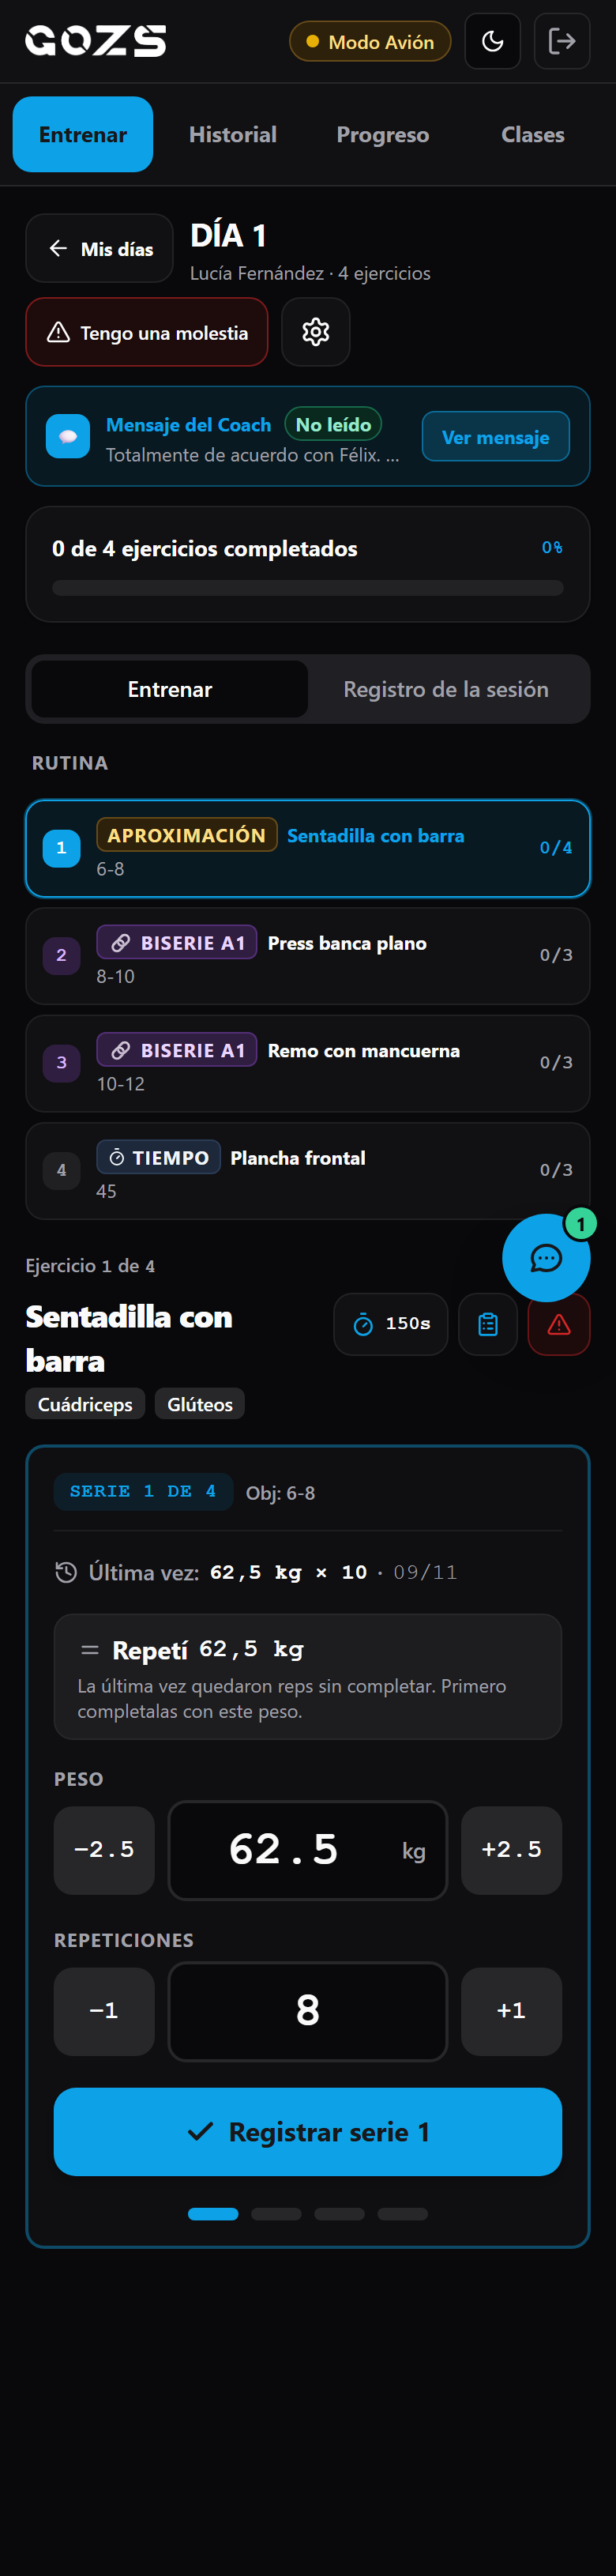 GOZS
Modo Avión
Entrenar
Historial
Progreso
Clases
Mis días
DÍA 1
Lucía Fernández · 4 ejercicios
Tengo una molestia
Mensaje del Coach
No leído
Totalmente de acuerdo con Félix. ...
Ver mensaje
0 de 4 ejercicios completados
0%
Entrenar
Registro de la sesión
RUTINA
1
APROXIMACIÓN
Sentadilla con barra
6-8
0/4
2
BISERIE A1
Press banca plano
8-10
0/3
3
BISERIE A1
Remo con mancuerna
10-12
0/3
4
TIEMPO
Plancha frontal
45
0/3
1
Ejercicio 1 de 4
Sentadilla con
barra
150s
Cuádriceps
Glúteos
SERIE 1 DE 4
Obj: 6-8
Última vez: 62,5 kg × 10 · 09/11
Repetí 62,5 kg
La última vez quedaron reps sin completar. Primero
completalas con este peso.
PESO
−2.5
62.5
kg
+2.5
REPETICIONES
−1
8
+1
Registrar serie 1